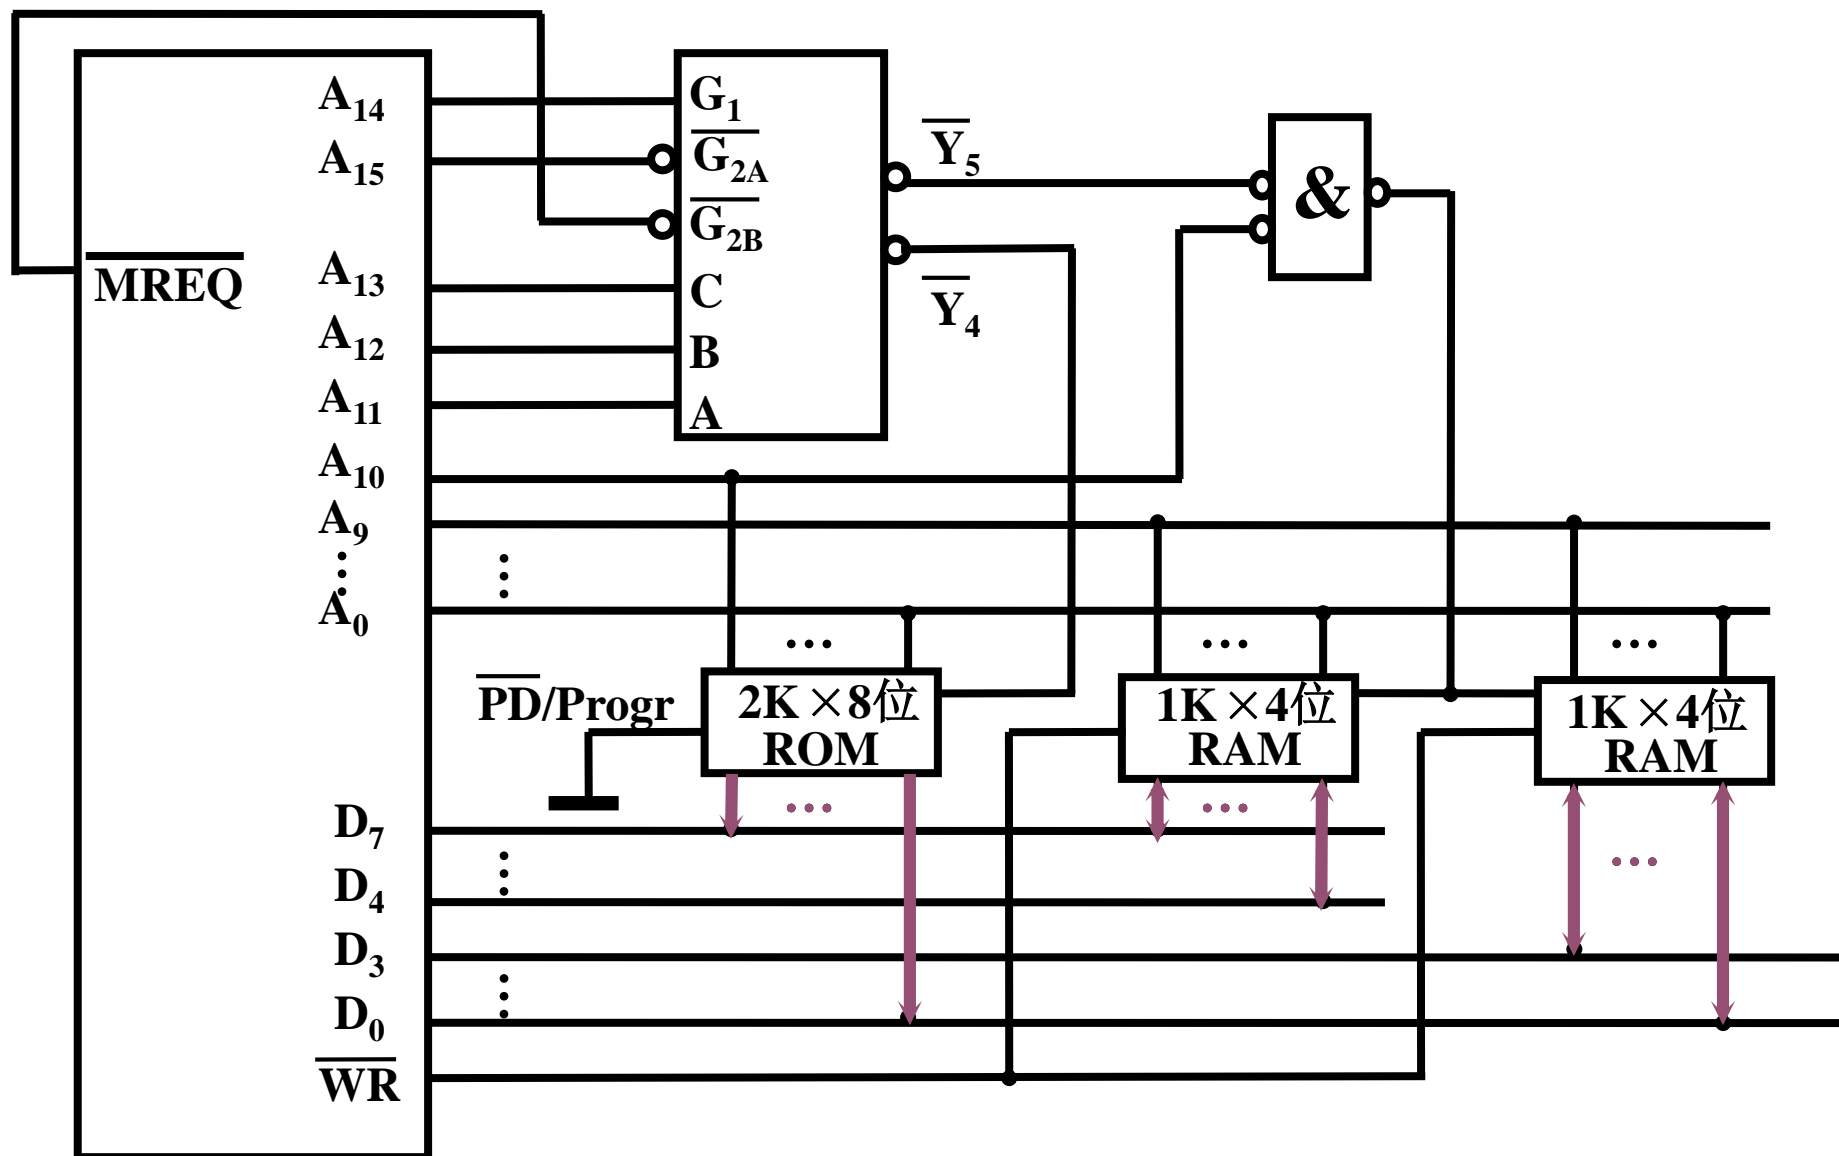 A14
A15
MREQ
A13
A12
A11
A10
A9
⋮
A0
G1
G2A
G2B
C
B
A
Y5
Y4
&
⋮
PD/Progr
…
2K×8位
ROM
…
1K×4位
RAM
…
1K×4位
RAM
…
…
…
D7
⋮
D4
D3
⋮
D0
WR